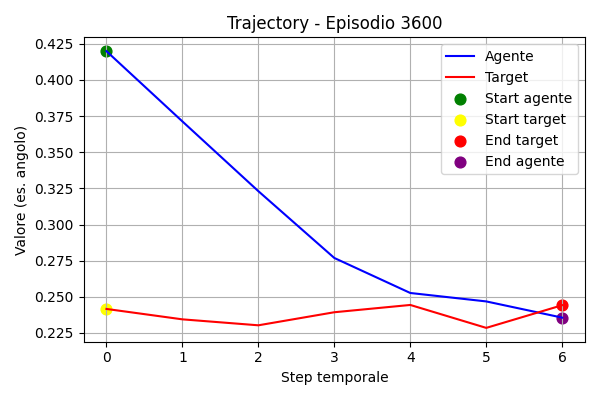 Trajectory - Episodio 3600
Valore (es. angolo)
0.425
0.400
0.375
0.350
0.325
0.300
0.275
0.250
0.225
0 1 2 3 4 5 6
Step temporale
Agente
Target
Start agente
Start target
End target
End agente